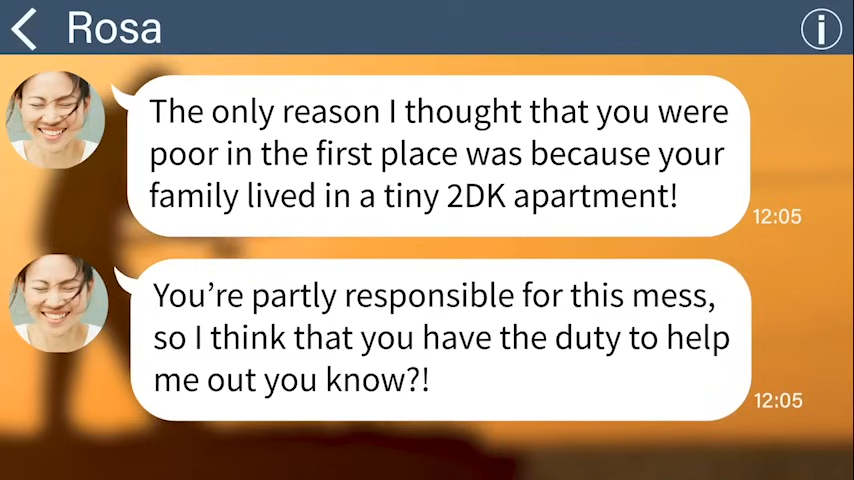 Rosa
The only reason I thought that you were
poor in the first place was because your
family lived in a tiny 2DK apartment!
12:05
You’re partly responsible for this mess,
so I think that you have the duty to help
me out you know?!
12:05